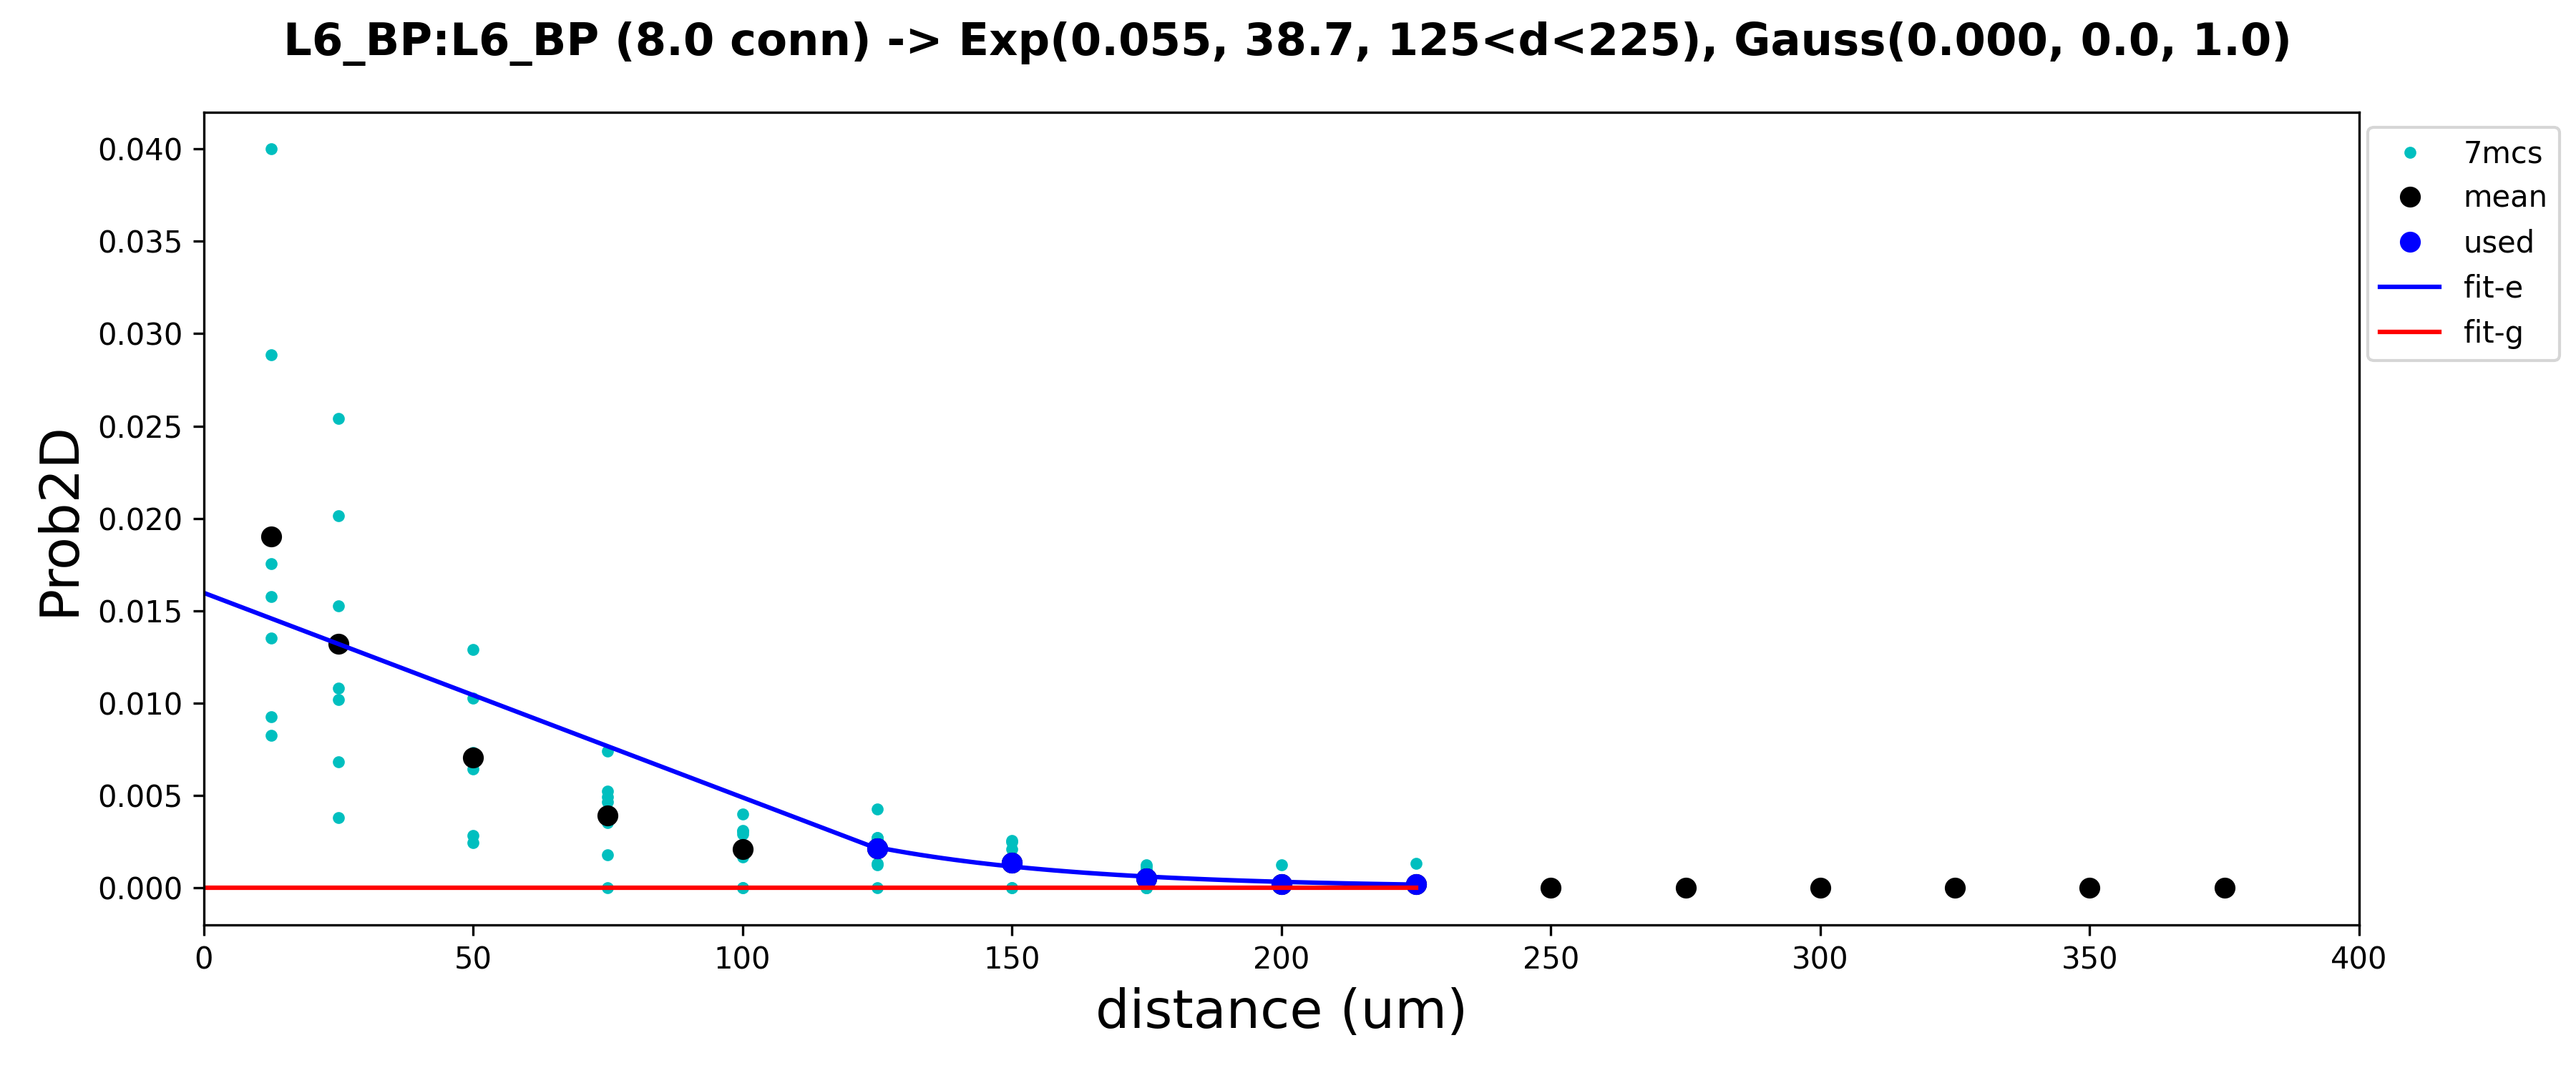 L6_BP:L6_BP (8.0 conn) -> Exp(0.055, 38.7, 125<d<225), Gauss(0.000, 0.0, 1.0)
0.040
0.035
0.030
0.025
0.020
0.015
0.010
0.005
0.000
Prob2D
0 50 100 150 200 250 300 350 400
distance (um)
7mcs
mean
used
fit-e
fit-g